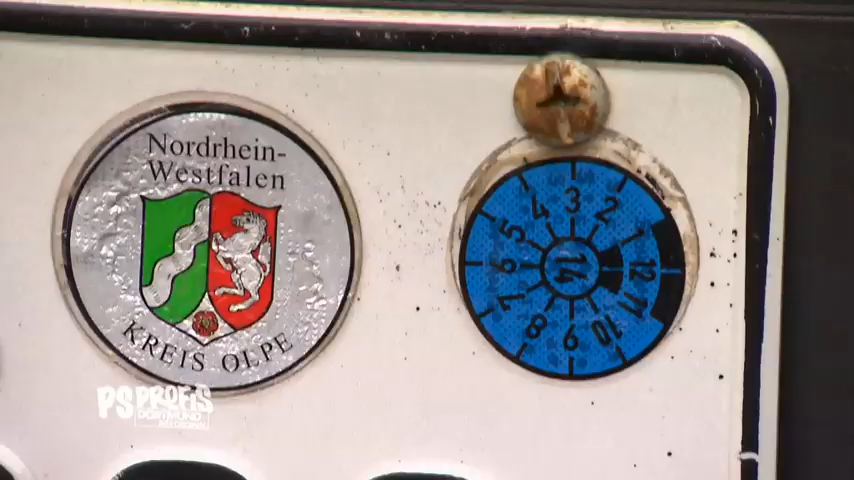 Nordrhein-
Westfalen
KREIS OLPE
1 2 3 4 5 6 7 8 9 10 11 12
14
PS PROFIS
DORTMUND